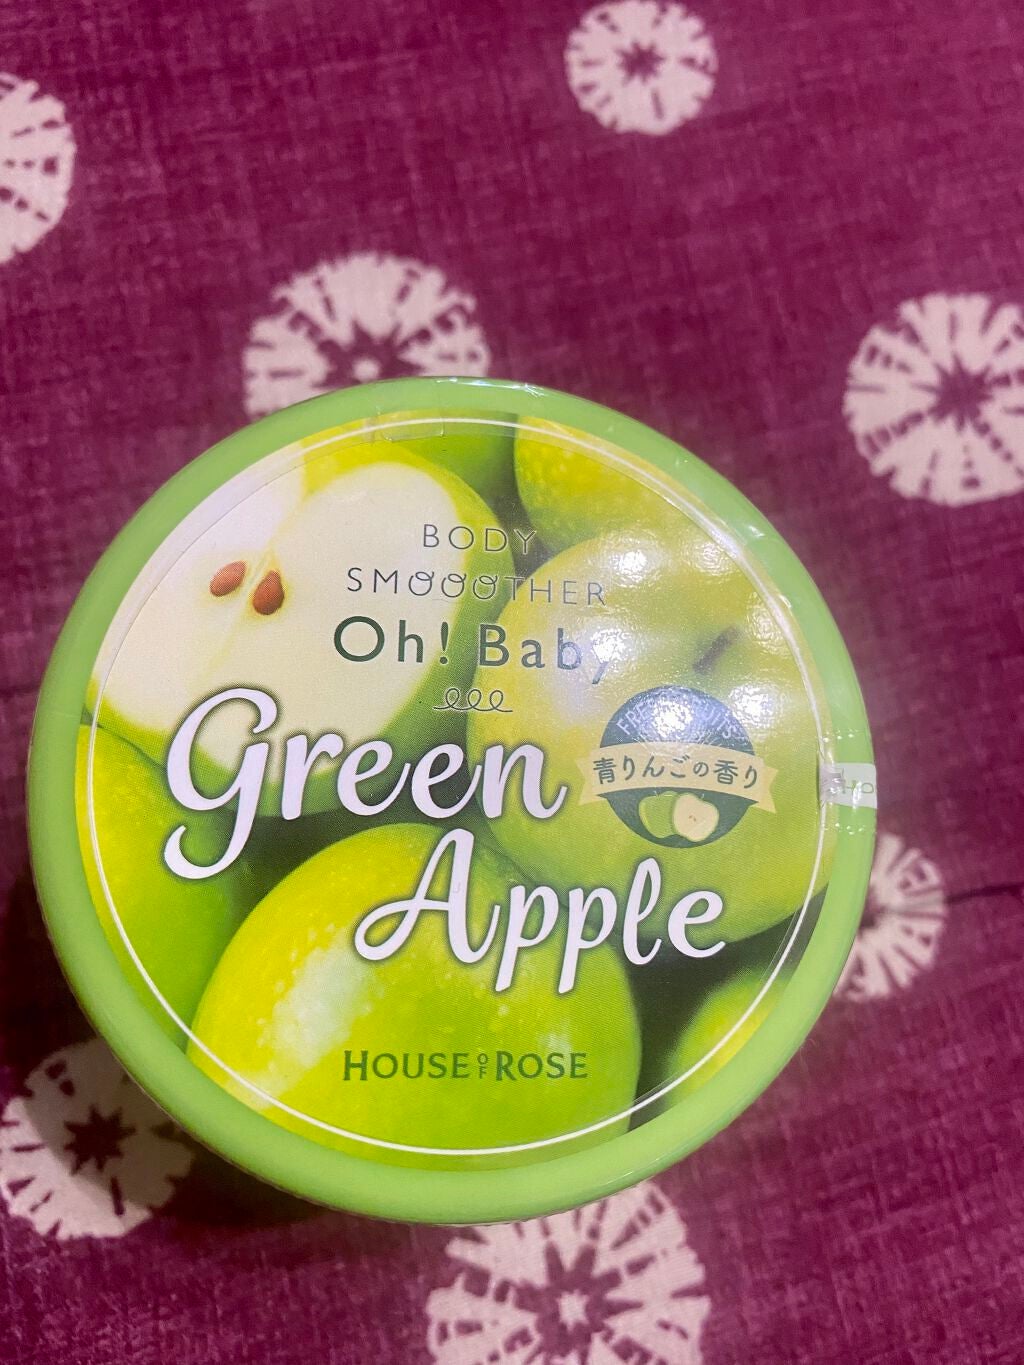 BODY
SMOOOTHER
Oh! Baby
Green
Apple
青りんごの香り
HOUSE OF ROSE